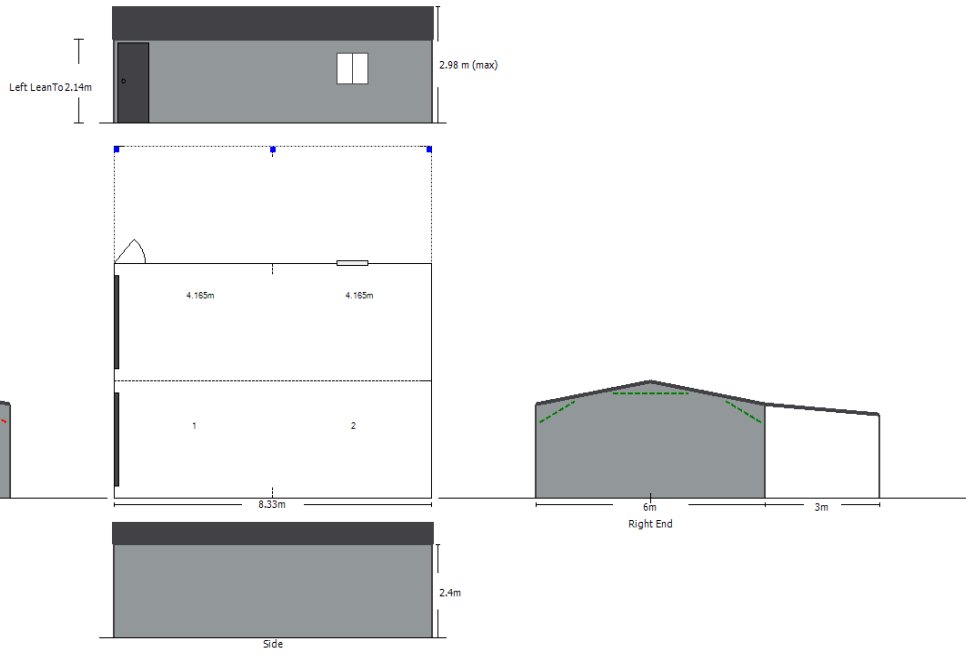 2.98 m (max)
Left LeanTo 2.14m
4.165m
4.165m
1
2
8.33m
6m
3m
Right End
2.4m
Side